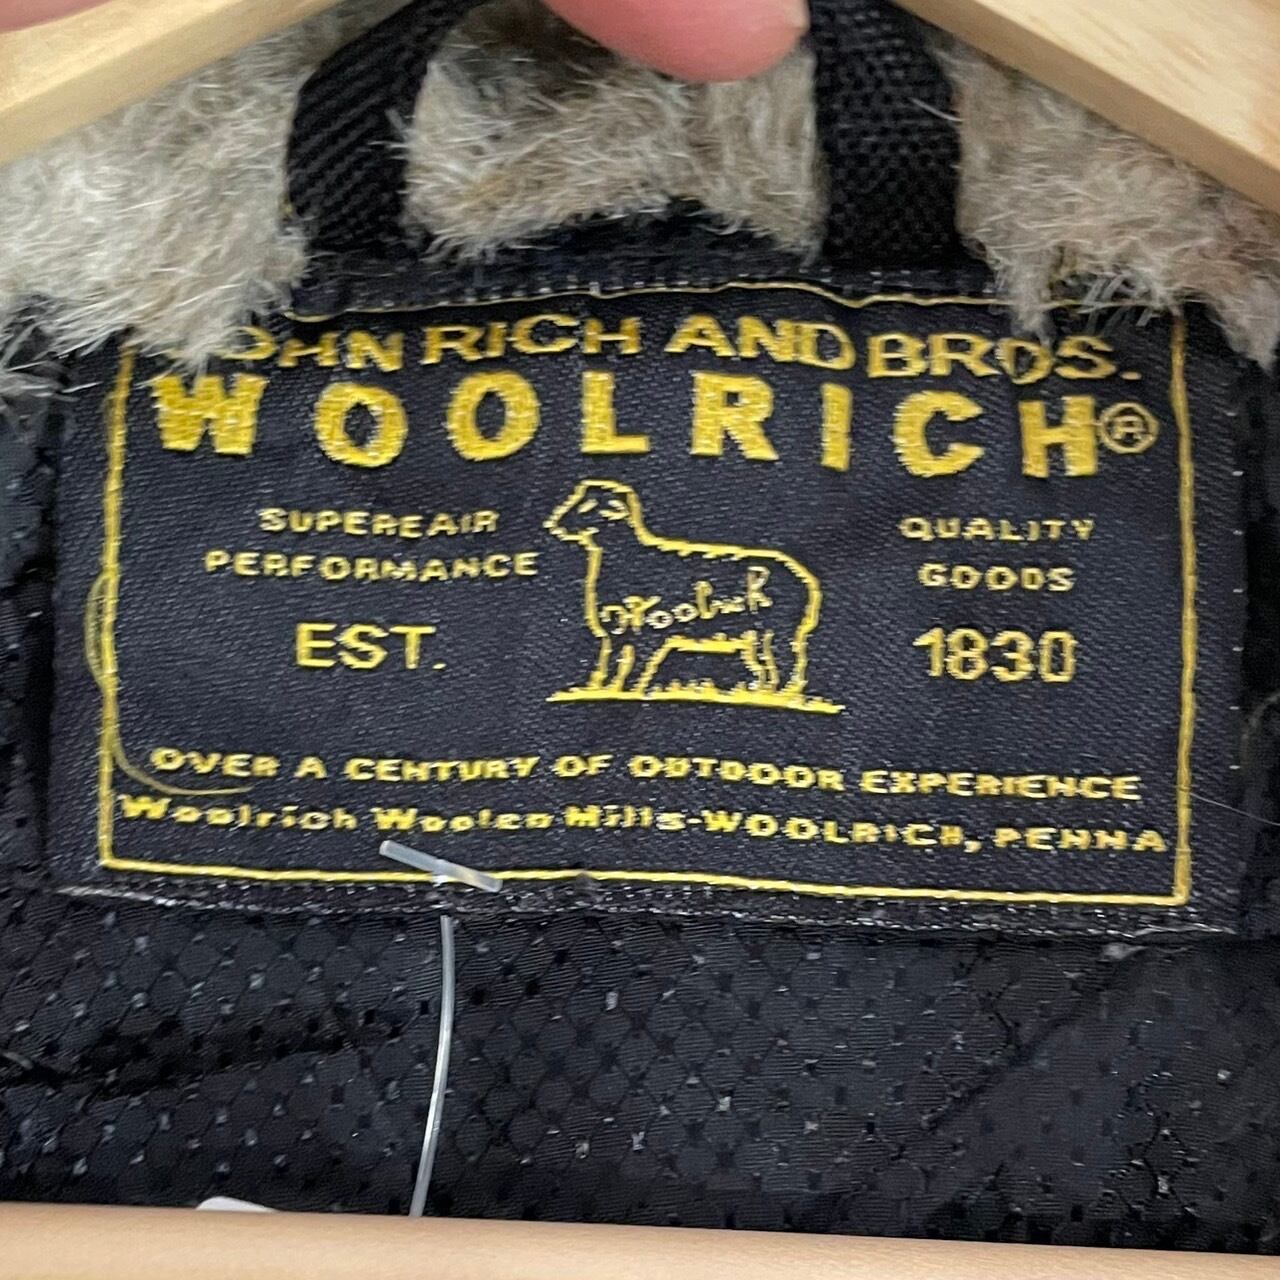 JOHN RICH AND BROS.
WOOLRICH®
SUPEREAIR
PERFORMANCE
EST.
Woolrich
QUALITY
GOODS
1830
OVER A CENTURY OF OUTDOOR EXPERIENCE
Woolrich Woolen Mills-WOOLRICH, PENNA